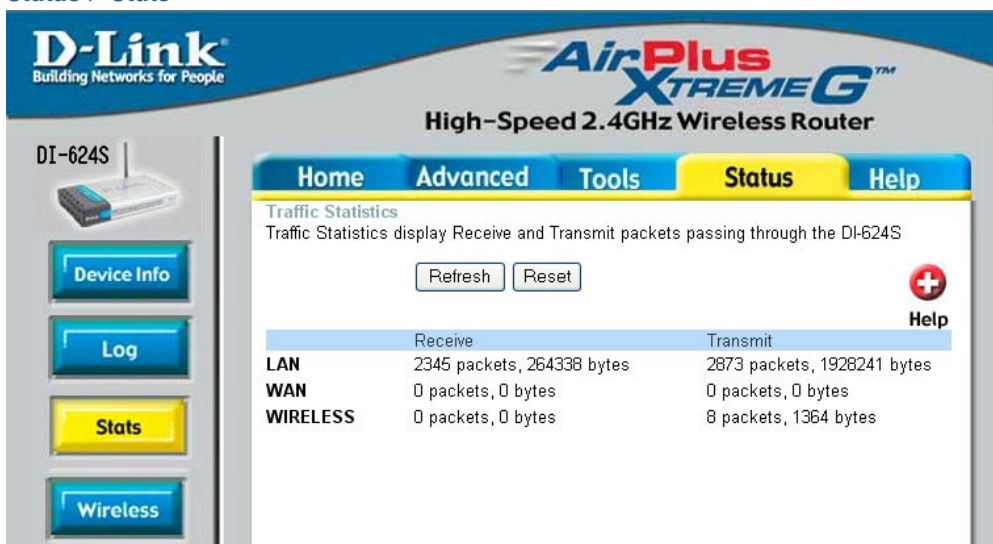 D-Link
Building Networks for People
AirPlus
XTREME G™
High-Speed 2.4GHz Wireless Router
DI-624S
Home Advanced Tools Status Help
Traffic Statistics
Traffic Statistics display Receive and Transmit packets passing through the DI-624S
Refresh Reset
Help
Receive Transmit
LAN 2345 packets, 264338 bytes 2873 packets, 1928241 bytes
WAN 0 packets, 0 bytes 0 packets, 0 bytes
WIRELESS 0 packets, 0 bytes 8 packets, 1364 bytes
Device Info
Log
Stats
Wireless